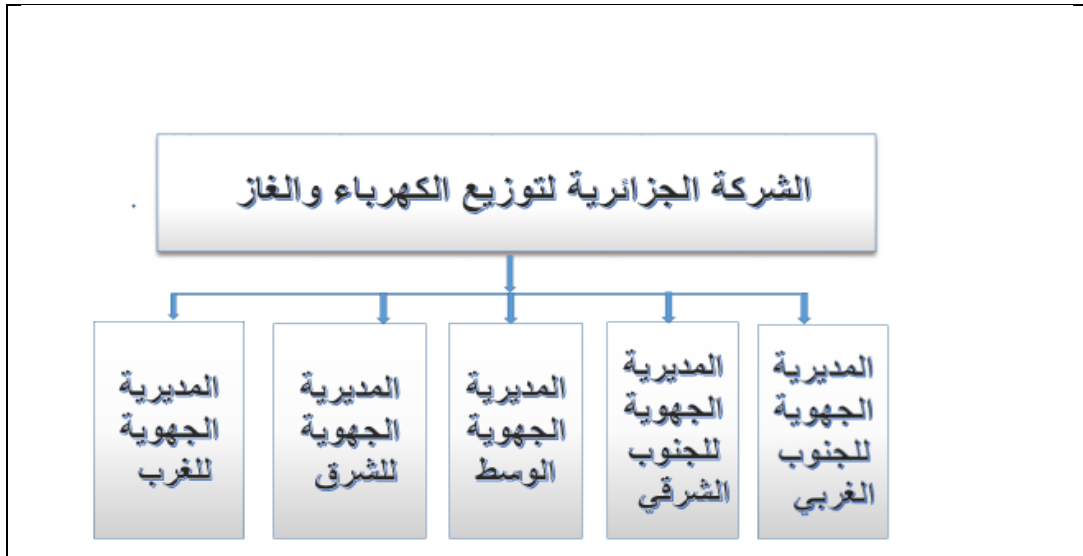 الشركة الجزائرية لتوزيع الكهرباء والغاز
المديرية
الجهوية
للجنوب
الغربي
المديرية
الجهوية
للجنوب
الشرقي
المديرية
الجهوية
الوسط
المديرية
الجهوية
للشرق
المديرية
الجهوية
للغرب